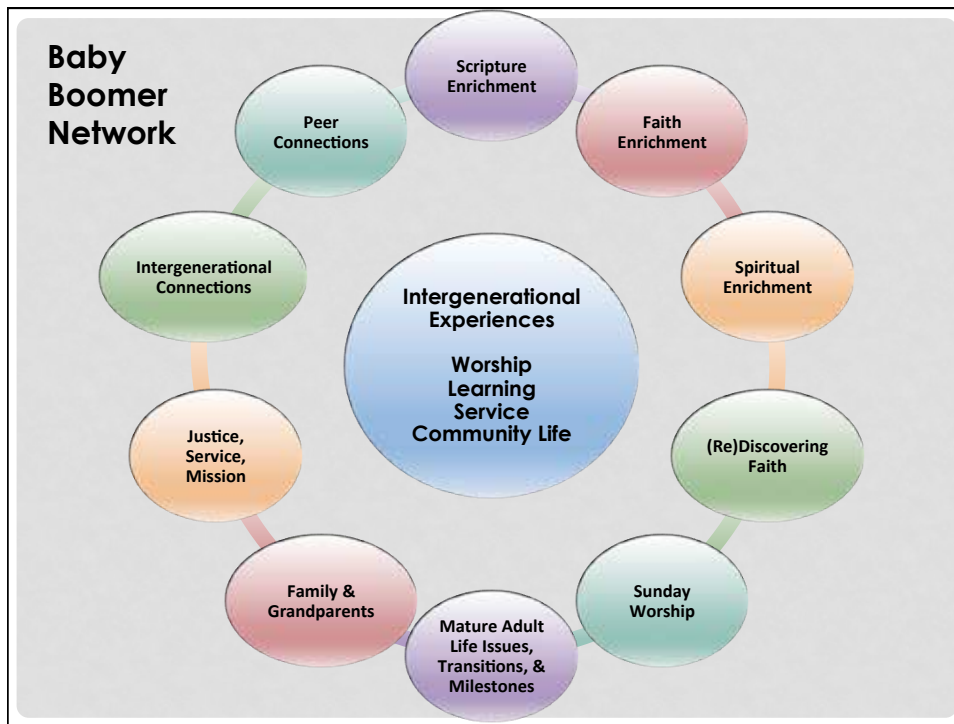 Baby
Boomer
Network
Scripture
Enrichment
Faith
Enrichment
Spiritual
Enrichment
(Re)Discovering
Faith
Sunday
Worship
Mature Adult
Life Issues,
Transitions, &
Milestones
Family &
Grandparents
Justice,
Service,
Mission
Intergenerational
Connections
Peer
Connections
Intergenerational
Experiences
Worship
Learning
Service
Community Life